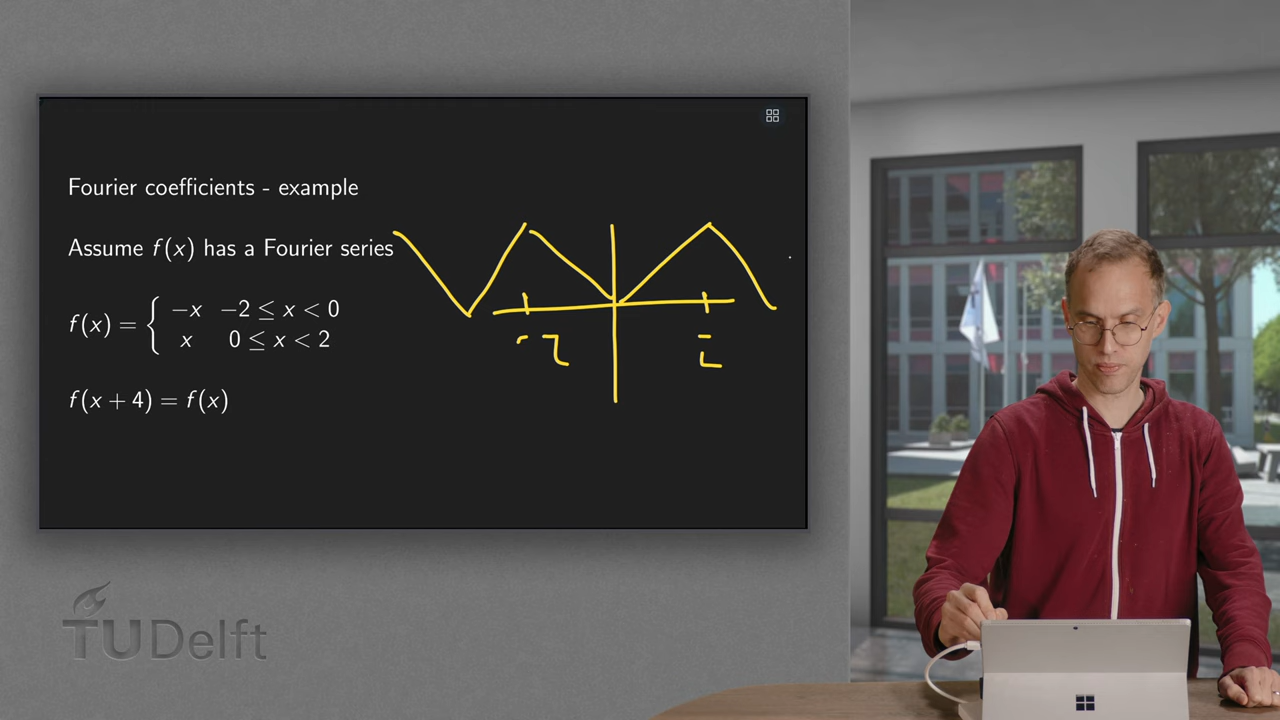 Fourier coefficients - example
Assume f(x) has a Fourier series
f(x) = { −x −2 ≤ x < 0
x 0 ≤ x < 2
f(x + 4) = f(x)
-2
2
TUDelft